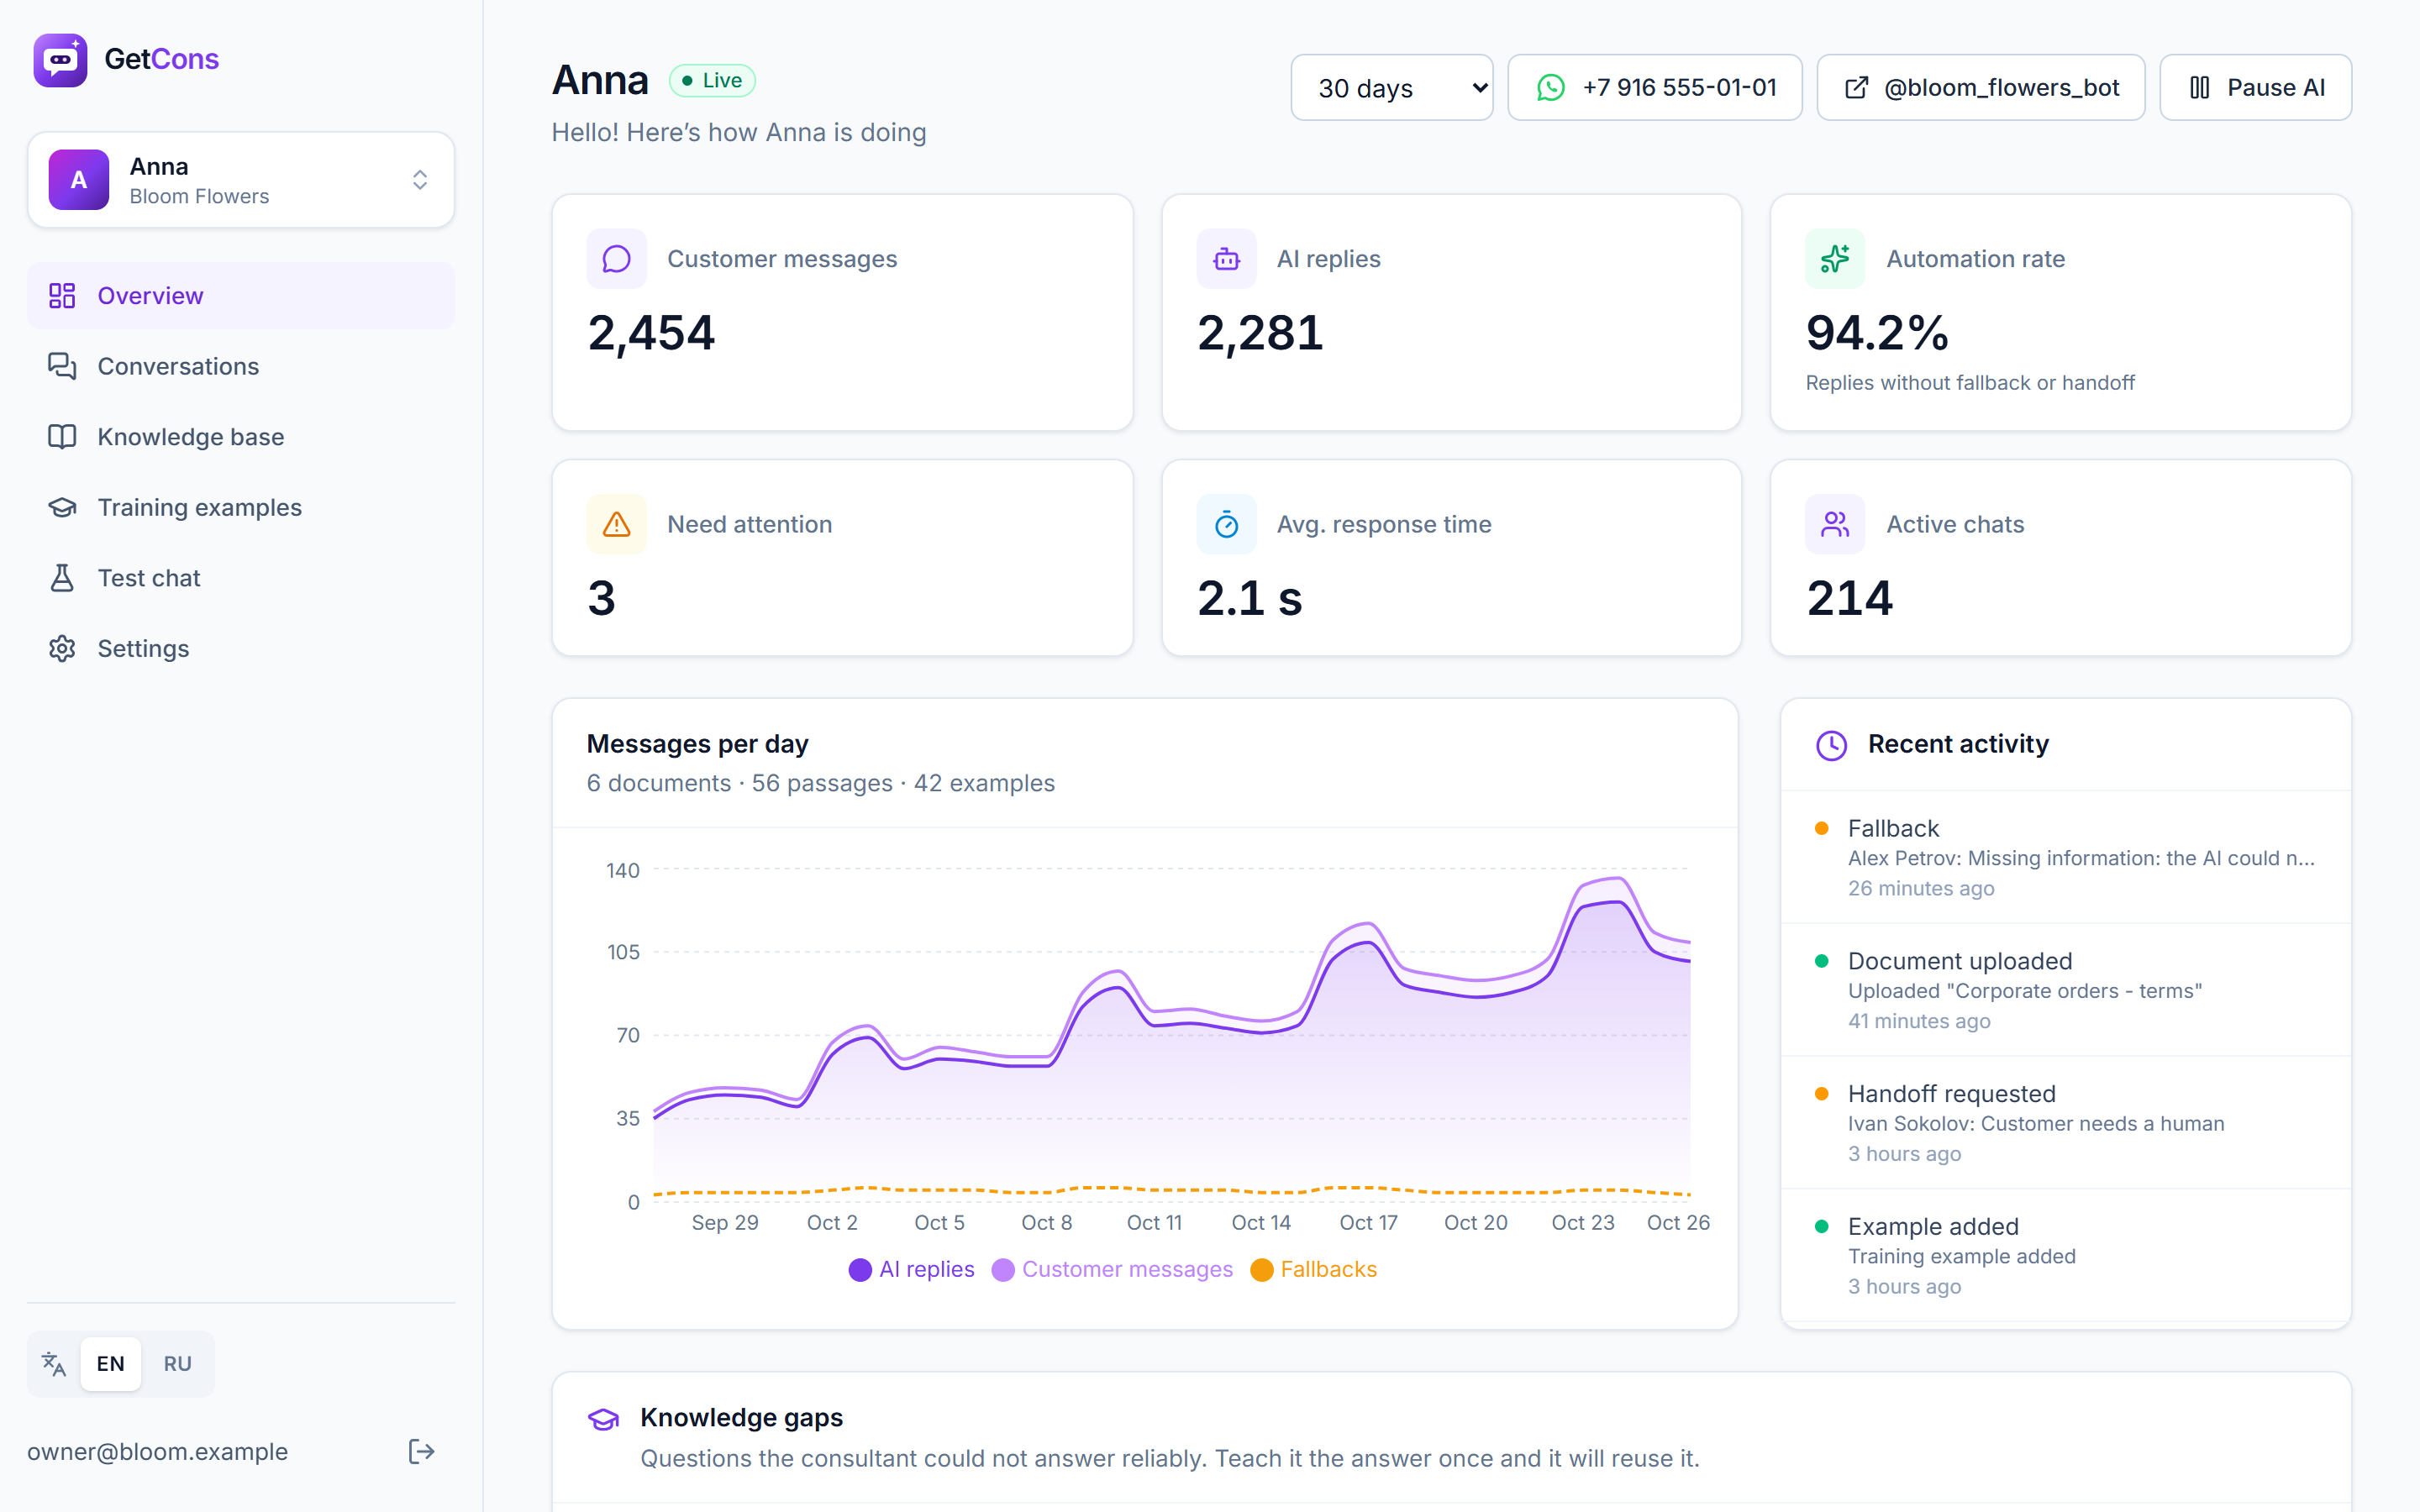 GetCons
A
Anna
Bloom Flowers
Overview
Conversations
Knowledge base
Training examples
Test chat
Settings
EN
RU
owner@bloom.example
Anna
Live
Hello! Here’s how Anna is doing
30 days
+7 916 555-01-01
@bloom_flowers_bot
Pause AI
Customer messages
2,454
AI replies
2,281
Automation rate
94.2%
Replies without fallback or handoff
Need attention
3
Avg. response time
2.1 s
Active chats
214
Messages per day
6 documents · 56 passages · 42 examples
140
105
70
35
0
Sep 29 Oct 2 Oct 5 Oct 8 Oct 11 Oct 14 Oct 17 Oct 20 Oct 23 Oct 26
AI replies Customer messages Fallbacks
Recent activity
Fallback
Alex Petrov: Missing information: the AI could n...
26 minutes ago
Document uploaded
Uploaded "Corporate orders - terms"
41 minutes ago
Handoff requested
Ivan Sokolov: Customer needs a human
3 hours ago
Example added
Training example added
3 hours ago
Knowledge gaps
Questions the consultant could not answer reliably. Teach it the answer once and it will reuse it.